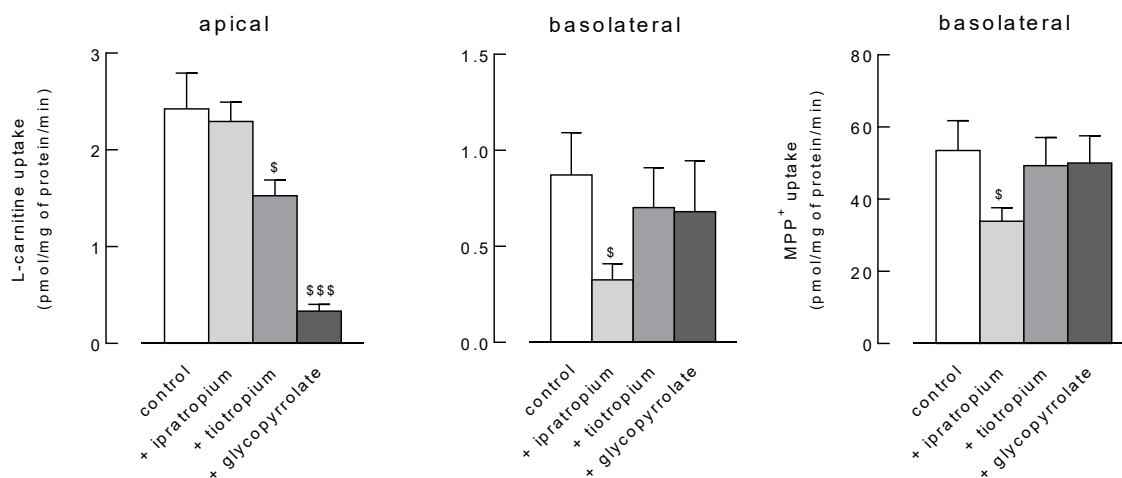 apical
L-carnitine uptake
(pmol/mg of protein/min)
3
2
1
0
$
$$$
control
+ ipratropium
+ tiotropium
+ glycopyrrolate
basolateral
1.5
1.0
0.5
0.0
$
control
+ ipratropium
+ tiotropium
+ glycopyrrolate
basolateral
MPP⁺ uptake
(pmol/mg of protein/min)
80
60
40
20
0
$
control
+ ipratropium
+ tiotropium
+ glycopyrrolate